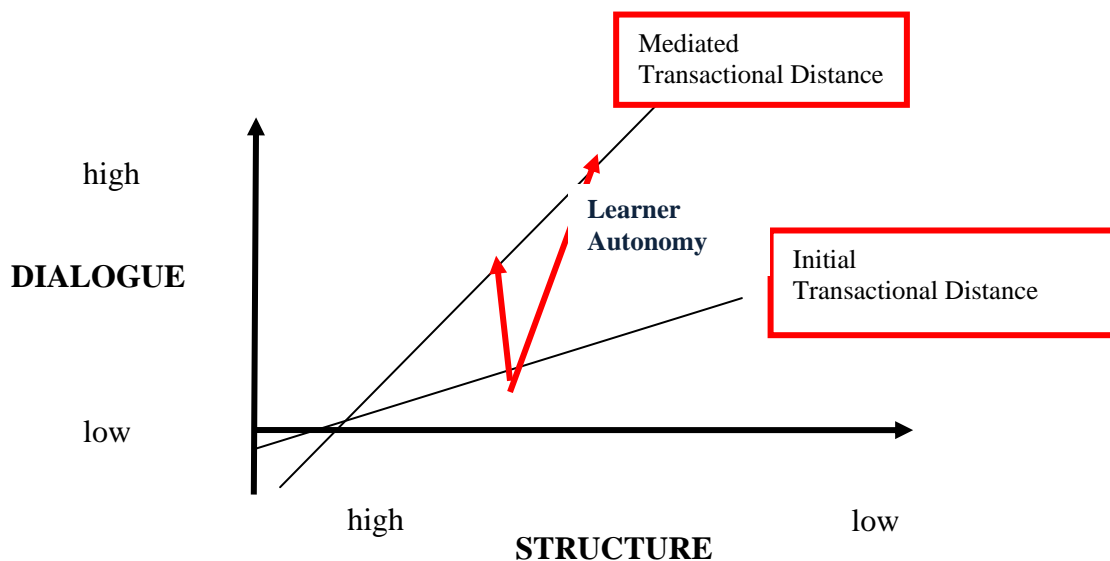 Mediated
Transactional Distance
high
Learner
Autonomy
DIALOGUE
Initial
Transactional Distance
low
high
low
STRUCTURE